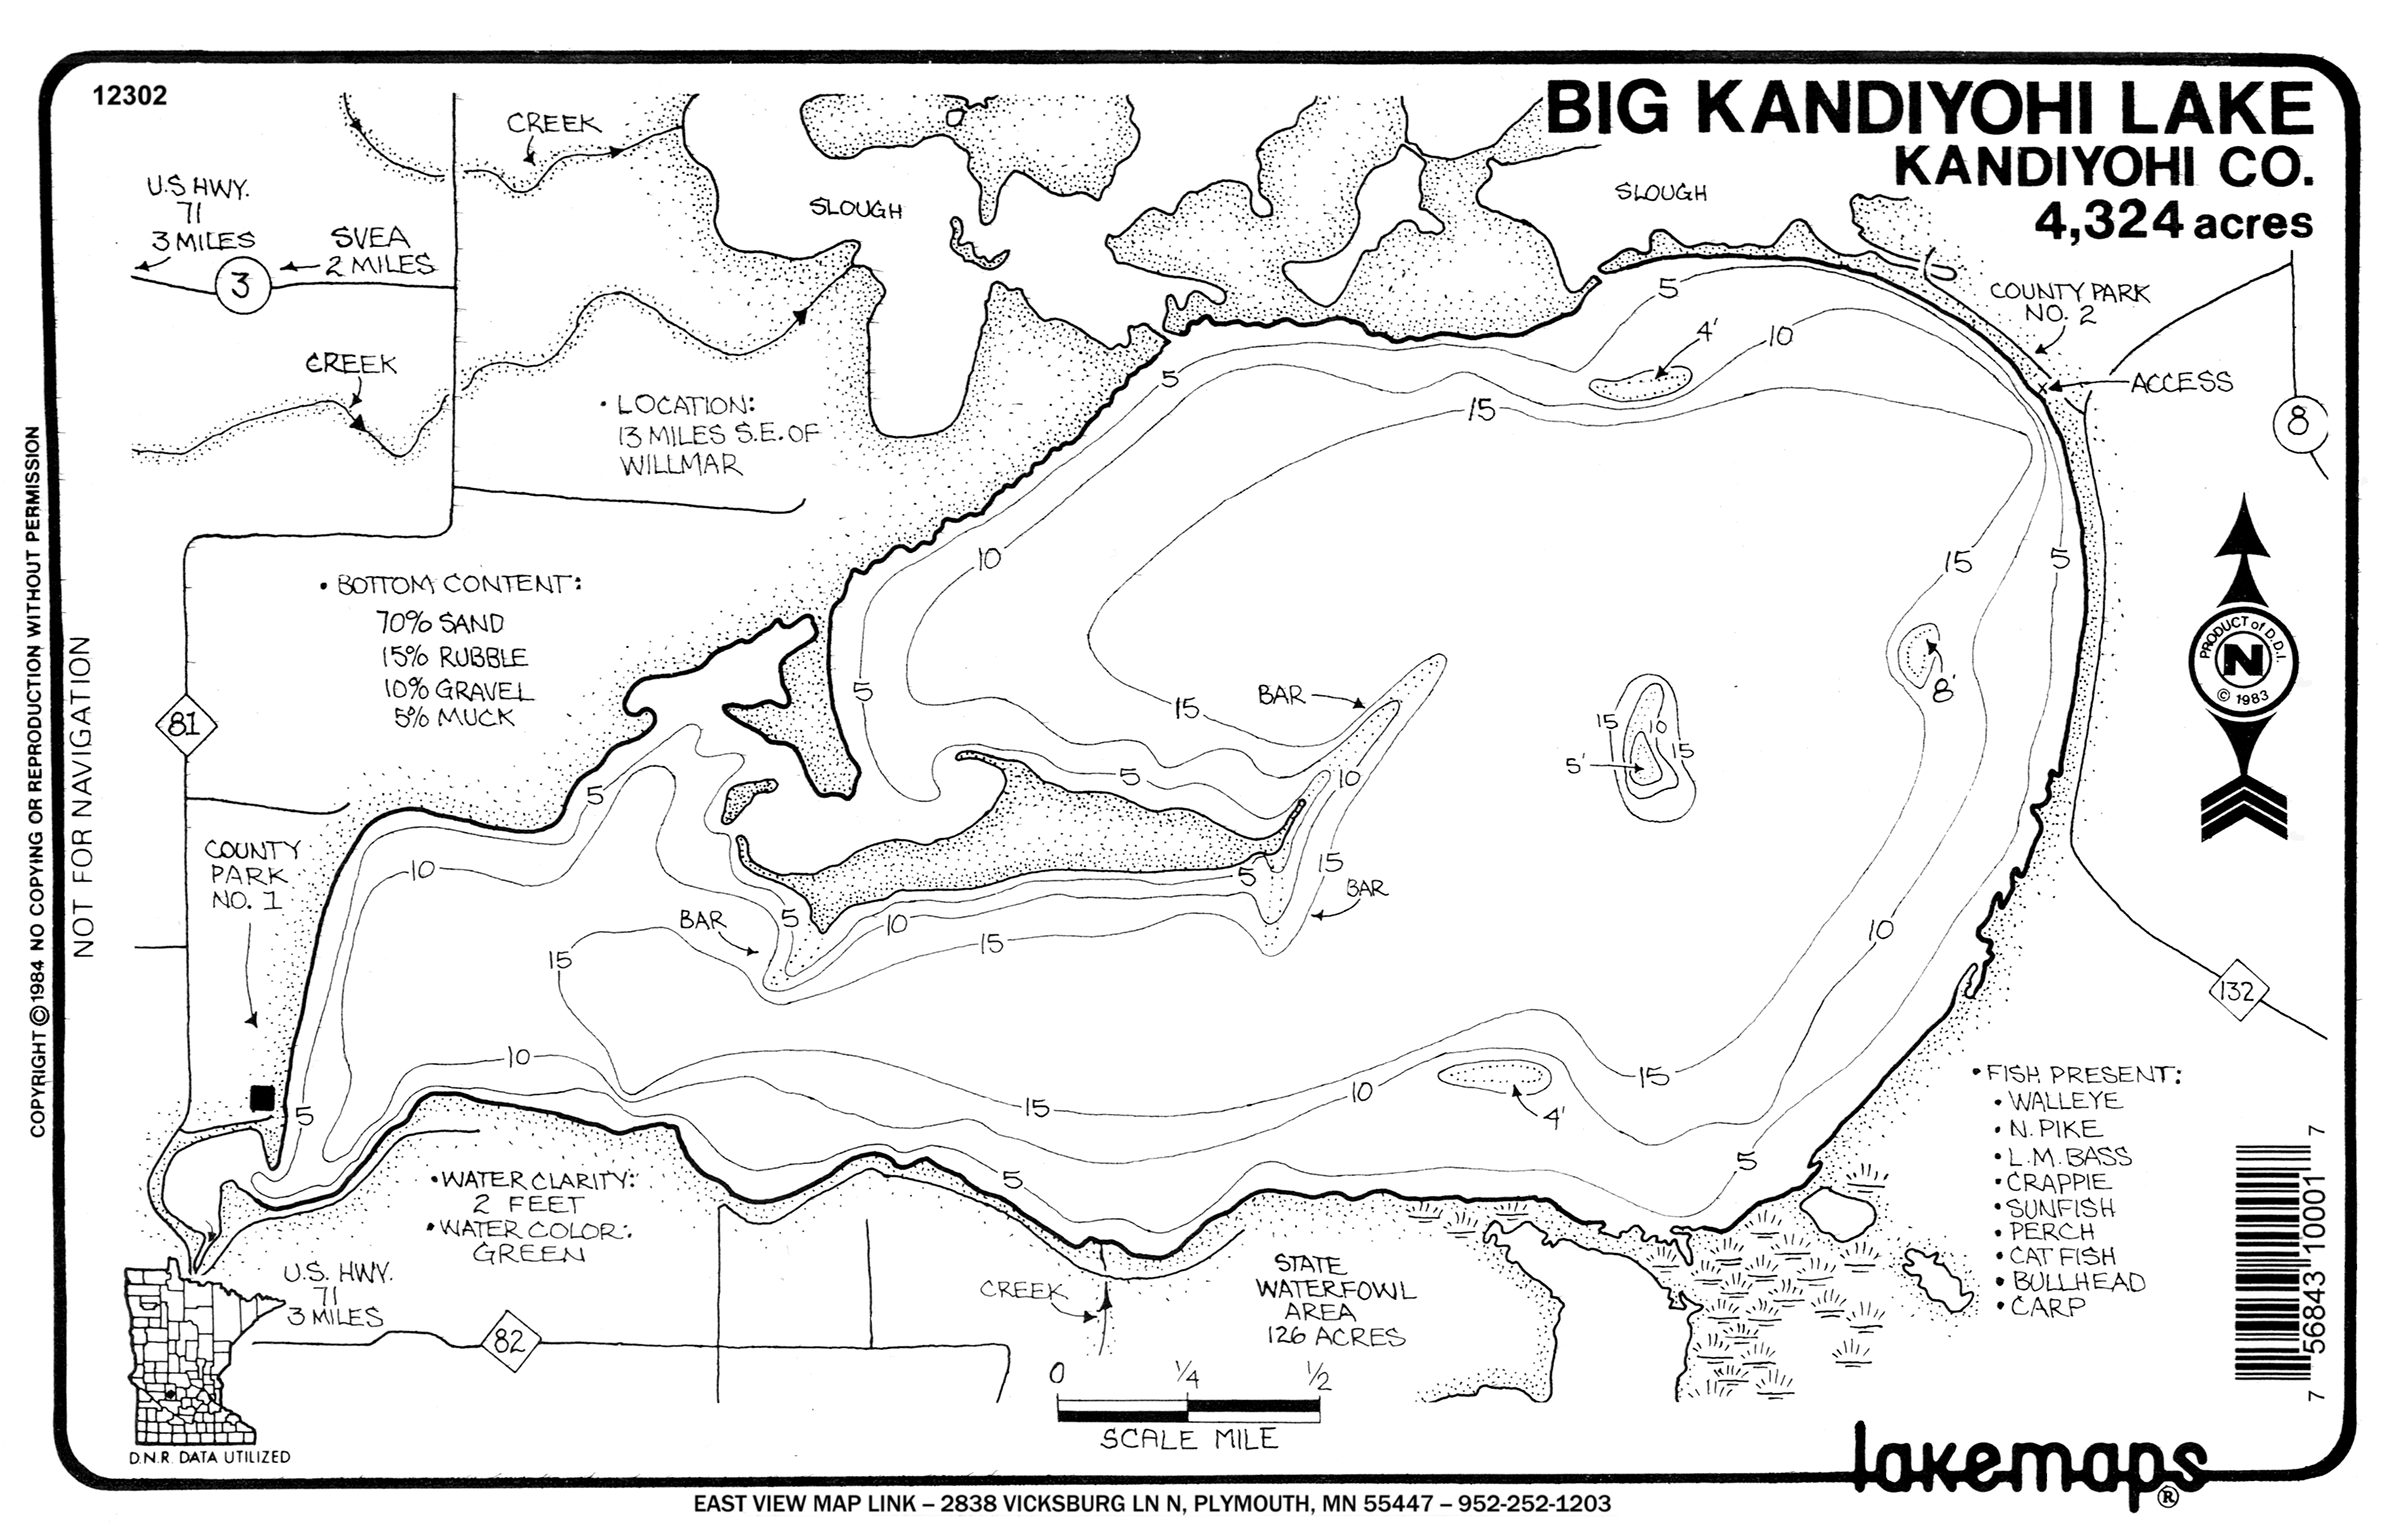 12302
BIG KANDIYOHI LAKE
KANDIYOHI CO.
4,324 acres
CREEK
U.S HWY.
71
3 MILES
SVEA
2 MILES
3
SLOUGH
SLOUGH
COUNTY PARK
NO. 2
ACCESS
8
CREEK
• LOCATION:
13 MILES S.E. OF
WILLMAR
5
4'
10
5
15
10
15
5
• BOTTOM CONTENT:
70% SAND
15% RUBBLE
10% GRAVEL
5% MUCK
81
5
15
BAR
8'
15
10
15
5'
5
10
5
PRODUCT of D.D.I.
N
© 1983
COUNTY
PARK
NO. 1
10
15
5
BAR
BAR
5
10
15
15
10
132
10
5
15
10
15
4'
5
5
• WATER CLARITY:
2 FEET
• WATER COLOR:
GREEN
• FISH PRESENT:
• WALLEYE
• N. PIKE
• L.M. BASS
• CRAPPIE
• SUNFISH
• PERCH
• CAT FISH
• BULLHEAD
• CARP
U.S. HWY.
71
3 MILES
82
CREEK
STATE
WATERFOWL
AREA
126 ACRES
0 1/4 1/2
SCALE MILE
D.N.R. DATA UTILIZED
7 56843 10001 7
lakemaps®
EAST VIEW MAP LINK – 2838 VICKSBURG LN N, PLYMOUTH, MN 55447 – 952-252-1203
COPYRIGHT ©1984 NO COPYING OR REPRODUCTION WITHOUT PERMISSION
NOT FOR NAVIGATION